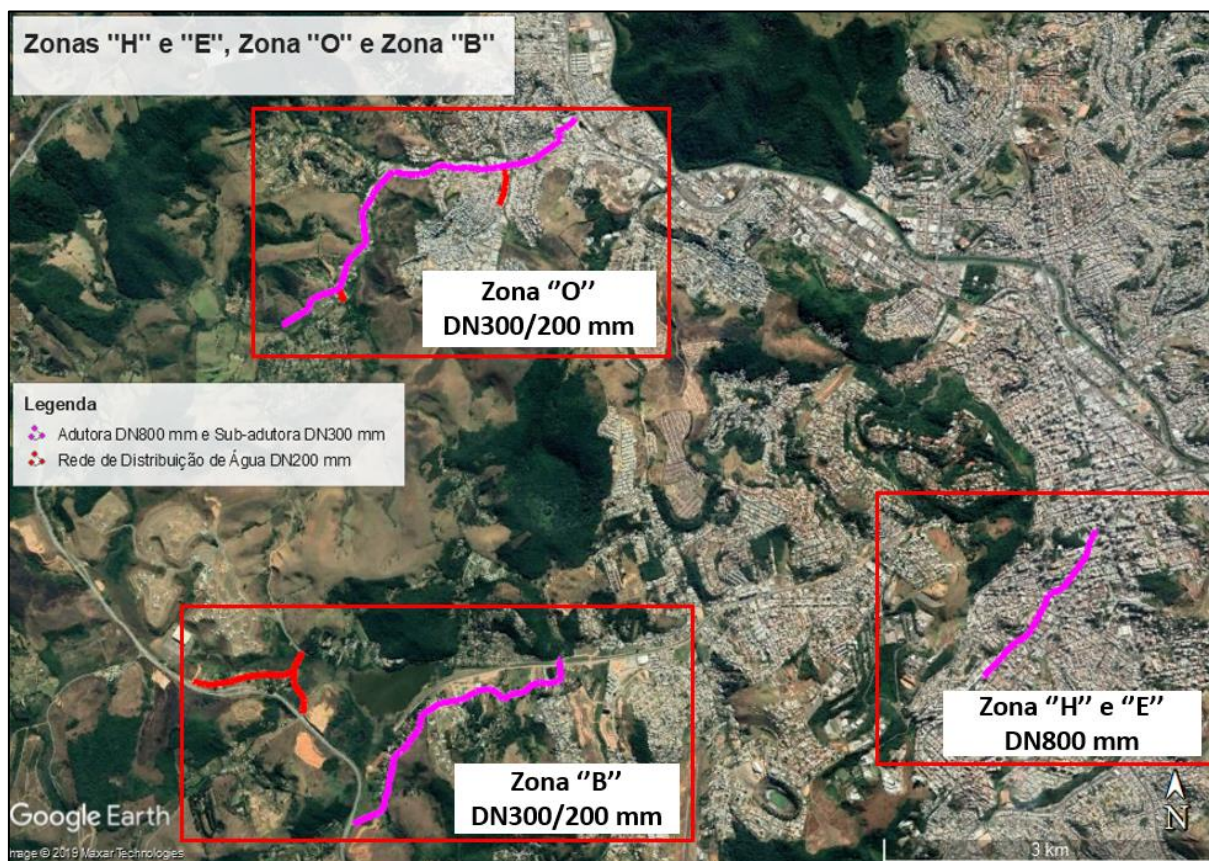 Zonas "H" e "E", Zona "O" e Zona "B"
Zona ‘’O’’
DN300/200 mm
Legenda
Adutora DN800 mm e Sub-adutora DN300 mm
Rede de Distribuição de Água DN200 mm
Zona ‘’H’’ e ‘’E’’
DN800 mm
Zona ‘’B’’
DN300/200 mm
Google Earth
N
mage © 2019 Maxar Technologies
3 km